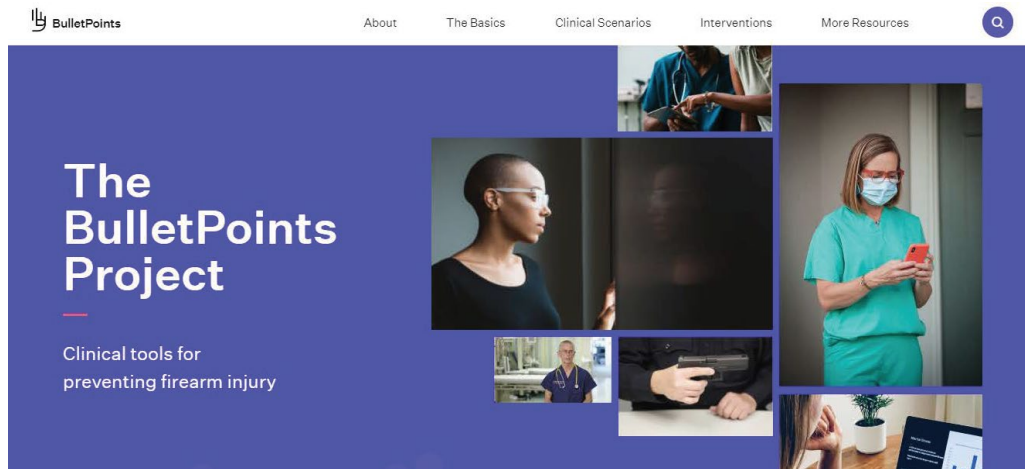 BulletPoints
About
The Basics
Clinical Scenarios
Interventions
More Resources
The
BulletPoints
Project
Clinical tools for
preventing firearm injury